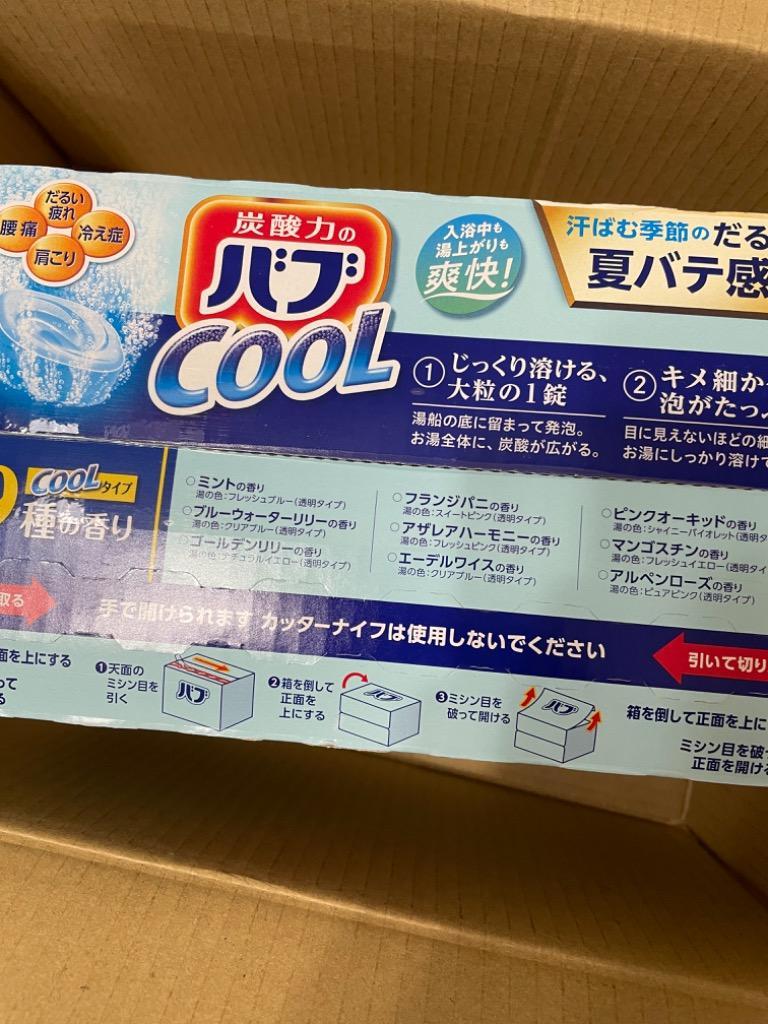 だるい
疲れ
腰痛
冷え症
肩こり
炭酸力の
バブ
COOL
入浴中も
湯上がりも
爽快!
汗ばむ季節のだる
夏バテ感
①じっくり溶ける、
大粒の1錠
湯船の底に留まって発泡。
お湯全体に、炭酸が広がる。
②キメ細か
泡がたっ
目に見えないほどの細
お湯にしっかり溶けて
COOLタイプ
9種の香り
○ミントの香り
湯の色:フレッシュブルー(透明タイプ)
○ブルーウォーターリリーの香り
湯の色:クリアブルー(透明タイプ)
○ゴールデンリリーの香り
湯の色:ナチュラルイエロー(透明タイプ)
○フランジパニの香り
湯の色:スイートピンク(透明タイプ)
○アザレアハーモニーの香り
湯の色:フレッシュピンク(透明タイプ)
○エーデルワイスの香り
湯の色:クリアブルー(透明タイプ)
○ピンクオーキッドの香り
湯の色:シャイニーバイオレット(透明タ
○マンゴスチンの香り
湯の色:フレッシュイエロー(透明タイ
○アルペンローズの香り
湯の色:ピュアピンク(透明タイプ)
取る
手で開けられます カッターナイフは使用しないでください
引いて切り
面を上にする
って
る
❶天面の
ミシン目を
引く
バブ
❷箱を倒して
正面を
上にする
バブ
❸ミシン目を
破って開ける
バブ
箱を倒して正面を上に
ミシン目を破
正面を開け